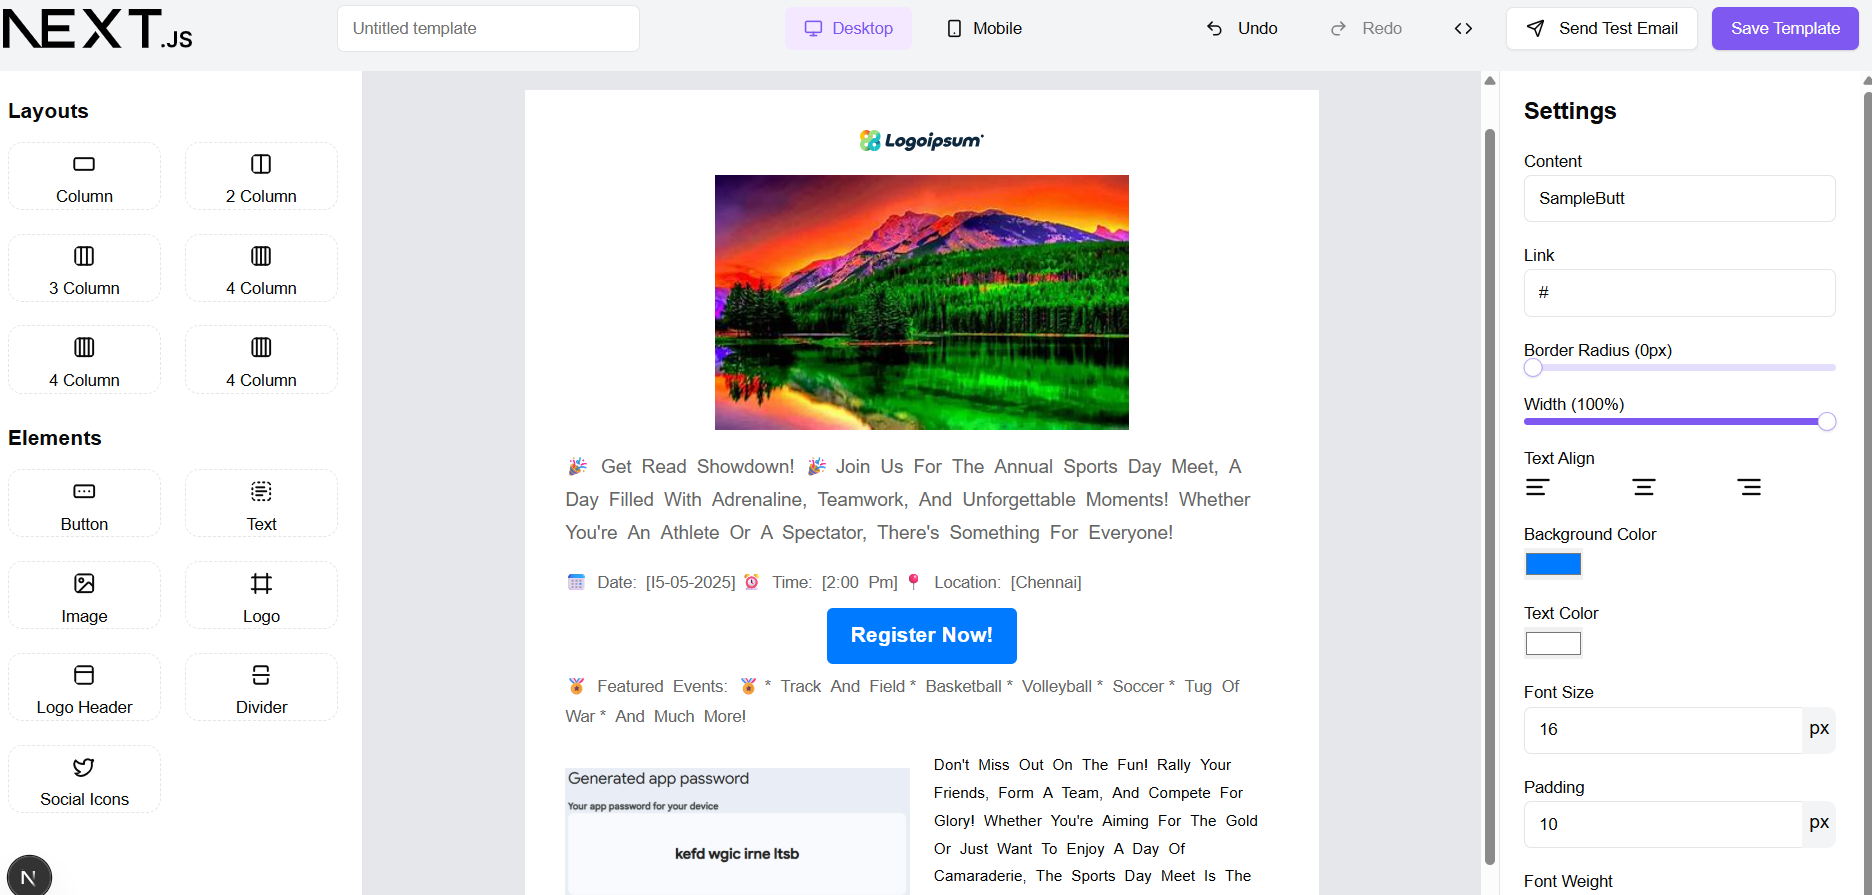 NEXT.JS
Untitled template
Desktop
Mobile
Undo
Redo
<>
Send Test Email
Save Template
Layouts
Column
2 Column
3 Column
4 Column
4 Column
4 Column
Elements
Button
Text
Image
Logo
Logo Header
Divider
Social Icons
N
Logoipsum
🎉 Get Read Showdown! 🎉 Join Us For The Annual Sports Day Meet, A
Day Filled With Adrenaline, Teamwork, And Unforgettable Moments! Whether
You're An Athlete Or A Spectator, There's Something For Everyone!
📅 Date: [I5-05-2025] ⏰ Time: [2:00 Pm] 📍 Location: [Chennai]
Register Now!
🏅 Featured Events: 🏅 * Track And Field * Basketball * Volleyball * Soccer * Tug Of
War * And Much More!
Generated app password
Your app password for your device
kefd wgic irne ltsb
Don't Miss Out On The Fun! Rally Your
Friends, Form A Team, And Compete For
Glory! Whether You're Aiming For The Gold
Or Just Want To Enjoy A Day Of
Camaraderie, The Sports Day Meet Is The
Settings
Content
SampleButt
Link
#
Border Radius (0px)
Width (100%)
Text Align
Background Color
Text Color
Font Size
16 px
Padding
10 px
Font Weight